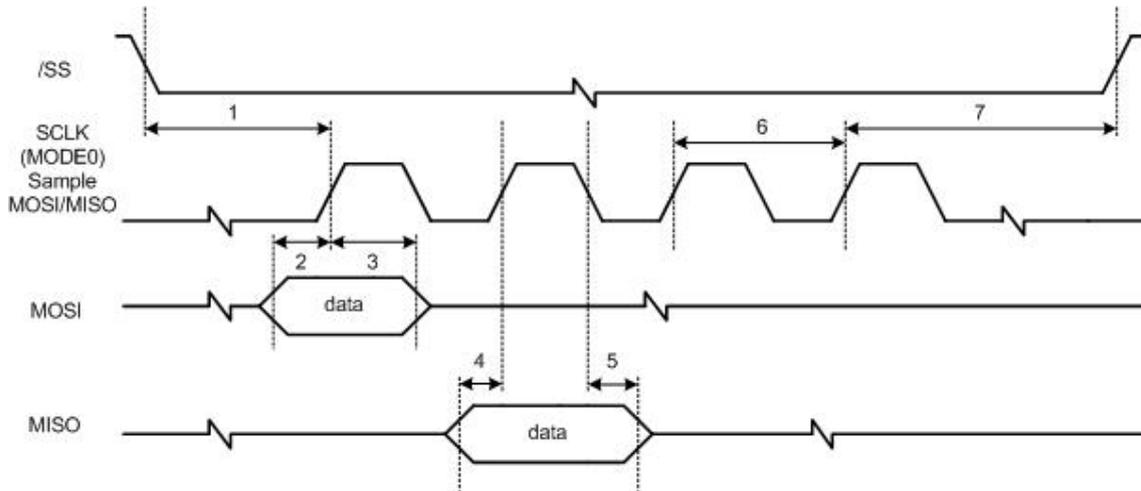 /SS
1
7
SCLK
(MODE0)
Sample
MOSI/MISO
6
2
3
MOSI
data
4
5
MISO
data